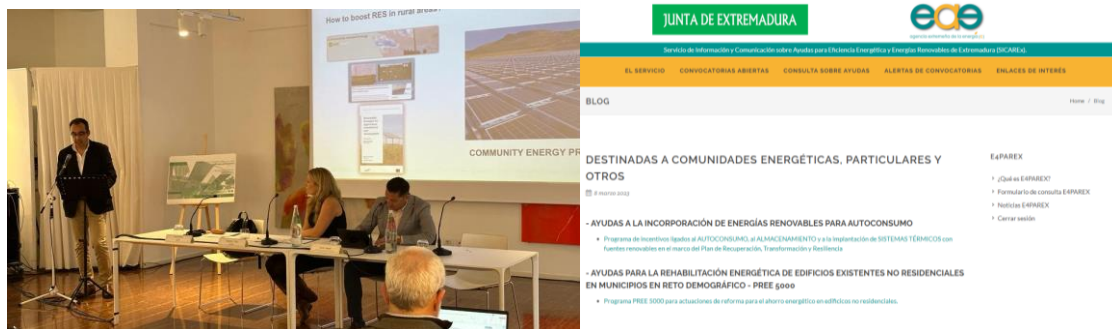 How to boost RES in rural areas
COMMUNITY ENERGY PR
JUNTA DE EXTREMADURA
eae
agencia extremeña de la energía
Servicio de Información y Comunicación sobre Ayudas para Eficiencia Energética y Energías Renovables de Extremadura (SICAREx).
EL SERVICIO CONVOCATORIAS ABIERTAS CONSULTA SOBRE AYUDAS ALERTAS DE CONVOCATORIAS ENLACES DE INTERÉS
BLOG
Home / Blog
DESTINADAS A COMUNIDADES ENERGÉTICAS, PARTICULARES Y
OTROS
8 marzo 2022
- AYUDAS A LA INCORPORACIÓN DE ENERGÍAS RENOVABLES PARA AUTOCONSUMO
Programa de incentivos ligados al AUTOCONSUMO, al ALMACENAMIENTO y a la implantación de SISTEMAS TÉRMICOS con
fuentes renovables en el marco del Plan de Recuperación, Transformación y Resiliencia
- AYUDAS PARA LA REHABILITACIÓN ENERGÉTICA DE EDIFICIOS EXISTENTES NO RESIDENCIALES
EN MUNICIPIOS EN RETO DEMOGRÁFICO - PREE 5000
Programa PREE 5000 para actuaciones de reforma para el ahorro energético en edificios no residenciales.
E4PAREX
¿Qué es E4PAREX?
Formulario de consulta E4PAREX
Noticias E4PAREX
Cerrar sesión